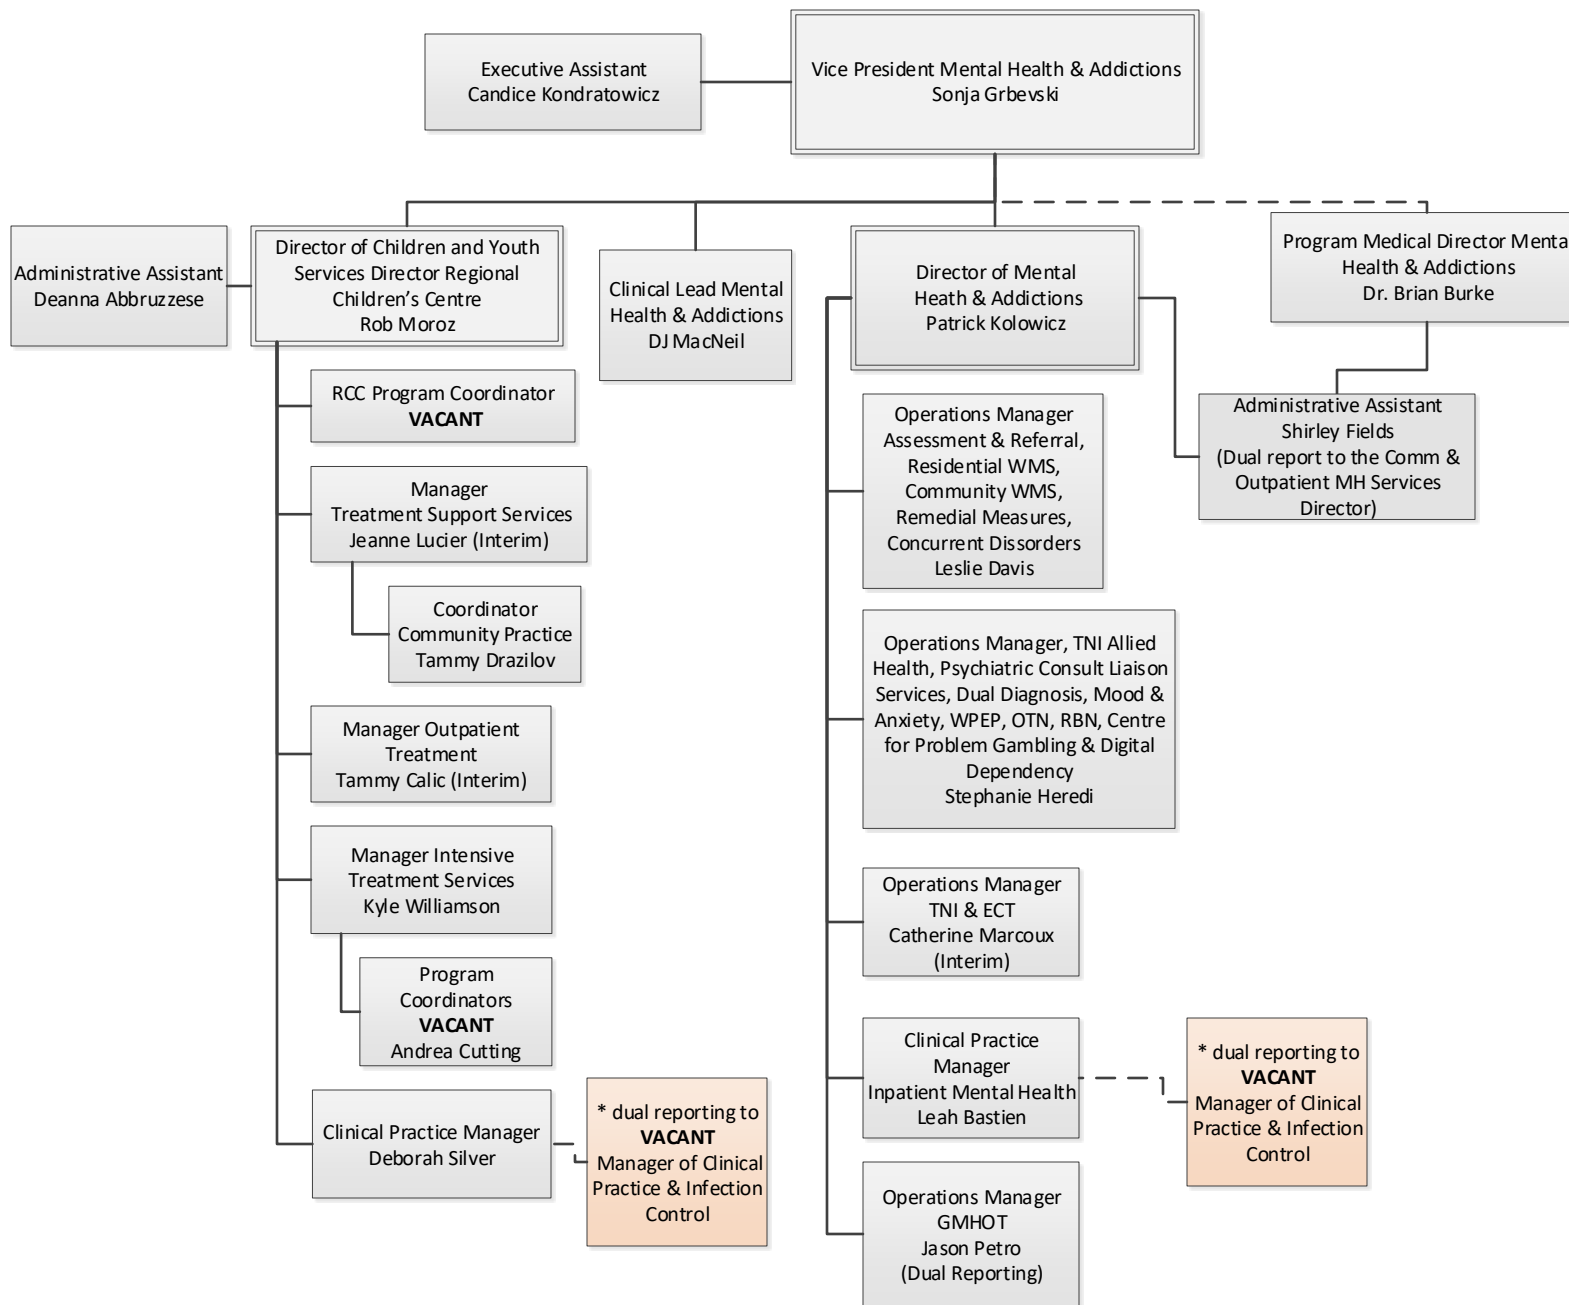 Executive Assistant
Candice Kondratowicz
Vice President Mental Health & Addictions
Sonja Grbevski
Administrative Assistant
Deanna Abbruzzese
Director of Children and Youth
Services Director Regional
Children's Centre
Rob Moroz
Clinical Lead Mental
Health & Addictions
DJ MacNeil
Director of Mental
Heath & Addictions
Patrick Kolowicz
Program Medical Director Menta
Health & Addictions
Dr. Brian Burke
RCC Program Coordinator
VACANT
Manager
Treatment Support Services
Jeanne Lucier (Interim)
Coordinator
Community Practice
Tammy Drazilov
Manager Outpatient
Treatment
Tammy Calic (Interim)
Manager Intensive
Treatment Services
Kyle Williamson
Program
Coordinators
VACANT
Andrea Cutting
Clinical Practice Manager
Deborah Silver
* dual reporting to
VACANT
Manager of Clinical
Practice & Infection
Control
Operations Manager
Assessment & Referral,
Residential WMS,
Community WMS,
Remedial Measures,
Concurrent Dissorders
Leslie Davis
Administrative Assistant
Shirley Fields
(Dual report to the Comm &
Outpatient MH Services
Director)
Operations Manager, TNI Allied
Health, Psychiatric Consult Liaison
Services, Dual Diagnosis, Mood &
Anxiety, WPEP, OTN, RBN, Centre
for Problem Gambling & Digital
Dependency
Stephanie Heredi
Operations Manager
TNI & ECT
Catherine Marcoux
(Interim)
Clinical Practice
Manager
Inpatient Mental Health
Leah Bastien
* dual reporting to
VACANT
Manager of Clinical
Practice & Infection
Control
Operations Manager
GMHOT
Jason Petro
(Dual Reporting)